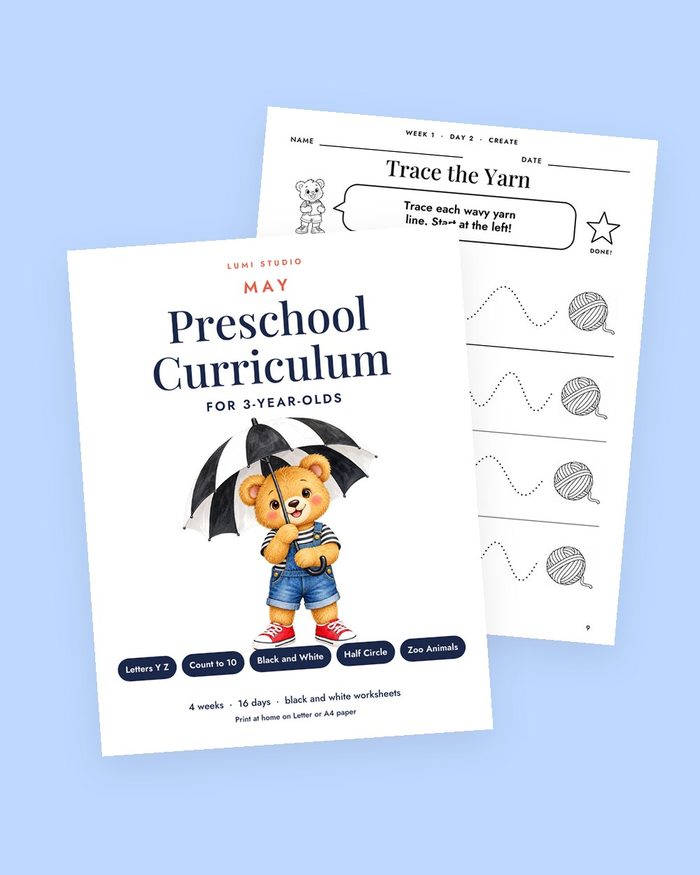 WEEK 1 · DAY 2 · CREATE
NAME
DATE
Trace the Yarn
Trace each wavy yarn
line. Start at the left!
DONE!
9
LUMI STUDIO
MAY
Preschool
Curriculum
FOR 3-YEAR-OLDS
Letters Y Z
Count to 10
Black and White
Half Circle
Zoo Animals
4 weeks · 16 days · black and white worksheets
Print at home on Letter or A4 paper